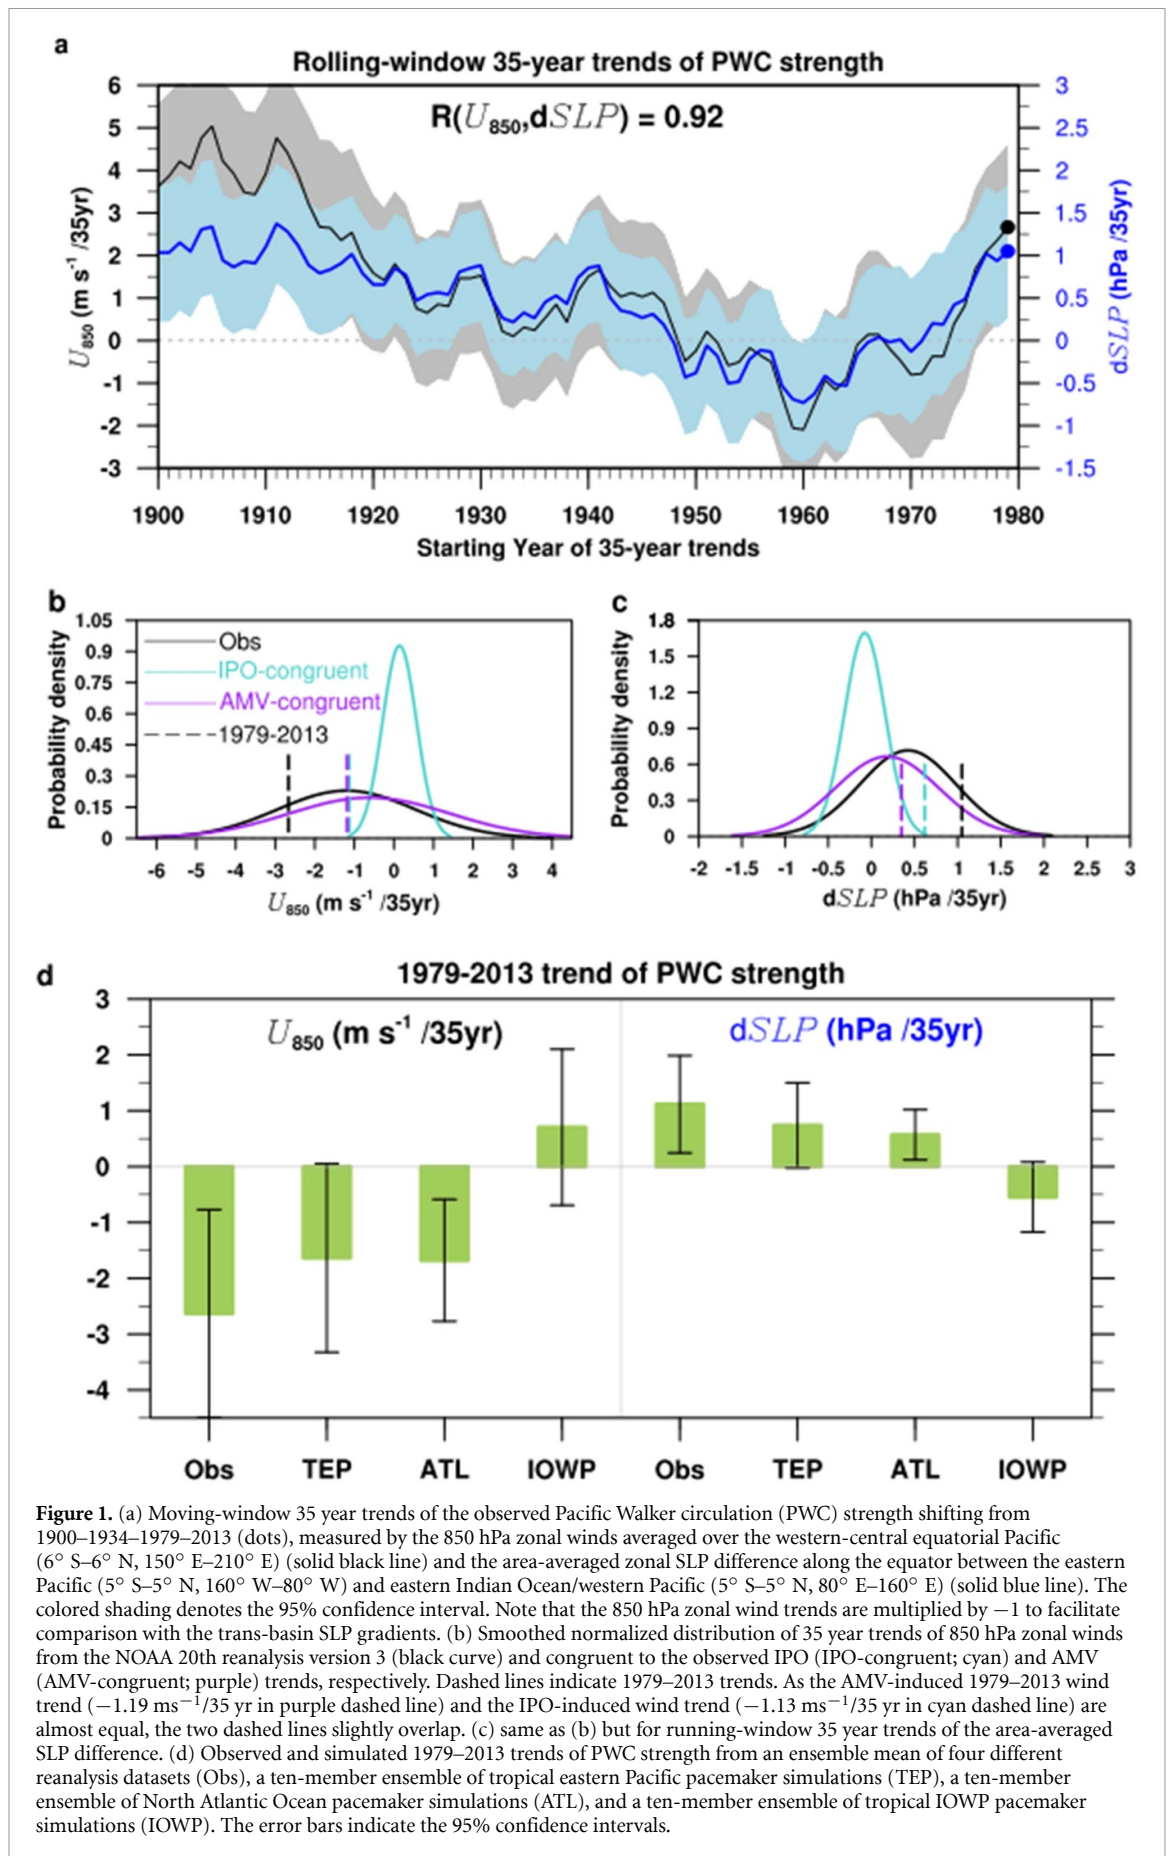 a
Rolling-window 35-year trends of PWC strength
R(U850,dSLP) = 0.92
6
5
4
3
2
1
0
-1
-2
-3
U850 (m s-1 /35yr)
3
2.5
2
1.5
1
0.5
0
-0.5
-1
-1.5
dSLP (hPa /35yr)
1900 1910 1920 1930 1940 1950 1960 1970 1980
Starting Year of 35-year trends
b
1.05
0.9
0.75
0.6
0.45
0.3
0.15
0
Probability density
Obs
IPO-congruent
AMV-congruent
1979-2013
-6 -5 -4 -3 -2 -1 0 1 2 3 4
U850 (m s-1 /35yr)
c
1.8
1.5
1.2
0.9
0.6
0.3
0
Probability density
-2 -1.5 -1 -0.5 0 0.5 1 1.5 2 2.5 3
dSLP (hPa /35yr)
d
1979-2013 trend of PWC strength
U850 (m s-1 /35yr) dSLP (hPa /35yr)
3
2
1
0
-1
-2
-3
-4
Obs TEP ATL IOWP Obs TEP ATL IOWP
Figure 1. (a) Moving-window 35 year trends of the observed Pacific Walker circulation (PWC) strength shifting from
1900–1934–1979–2013 (dots), measured by the 850 hPa zonal winds averaged over the western-central equatorial Pacific
(6° S–6° N, 150° E–210° E) (solid black line) and the area-averaged zonal SLP difference along the equator between the eastern
Pacific (5° S–5° N, 160° W–80° W) and eastern Indian Ocean/western Pacific (5° S–5° N, 80° E–160° E) (solid blue line). The
colored shading denotes the 95% confidence interval. Note that the 850 hPa zonal wind trends are multiplied by −1 to facilitate
comparison with the trans-basin SLP gradients. (b) Smoothed normalized distribution of 35 year trends of 850 hPa zonal winds
from the NOAA 20th reanalysis version 3 (black curve) and congruent to the observed IPO (IPO-congruent; cyan) and AMV
(AMV-congruent; purple) trends, respectively. Dashed lines indicate 1979–2013 trends. As the AMV-induced 1979–2013 wind
trend (−1.19 ms−1/35 yr in purple dashed line) and the IPO-induced wind trend (−1.13 ms−1/35 yr in cyan dashed line) are
almost equal, the two dashed lines slightly overlap. (c) same as (b) but for running-window 35 year trends of the area-averaged
SLP difference. (d) Observed and simulated 1979–2013 trends of PWC strength from an ensemble mean of four different
reanalysis datasets (Obs), a ten-member ensemble of tropical eastern Pacific pacemaker simulations (TEP), a ten-member
ensemble of North Atlantic Ocean pacemaker simulations (ATL), and a ten-member ensemble of tropical IOWP pacemaker
simulations (IOWP). The error bars indicate the 95% confidence intervals.